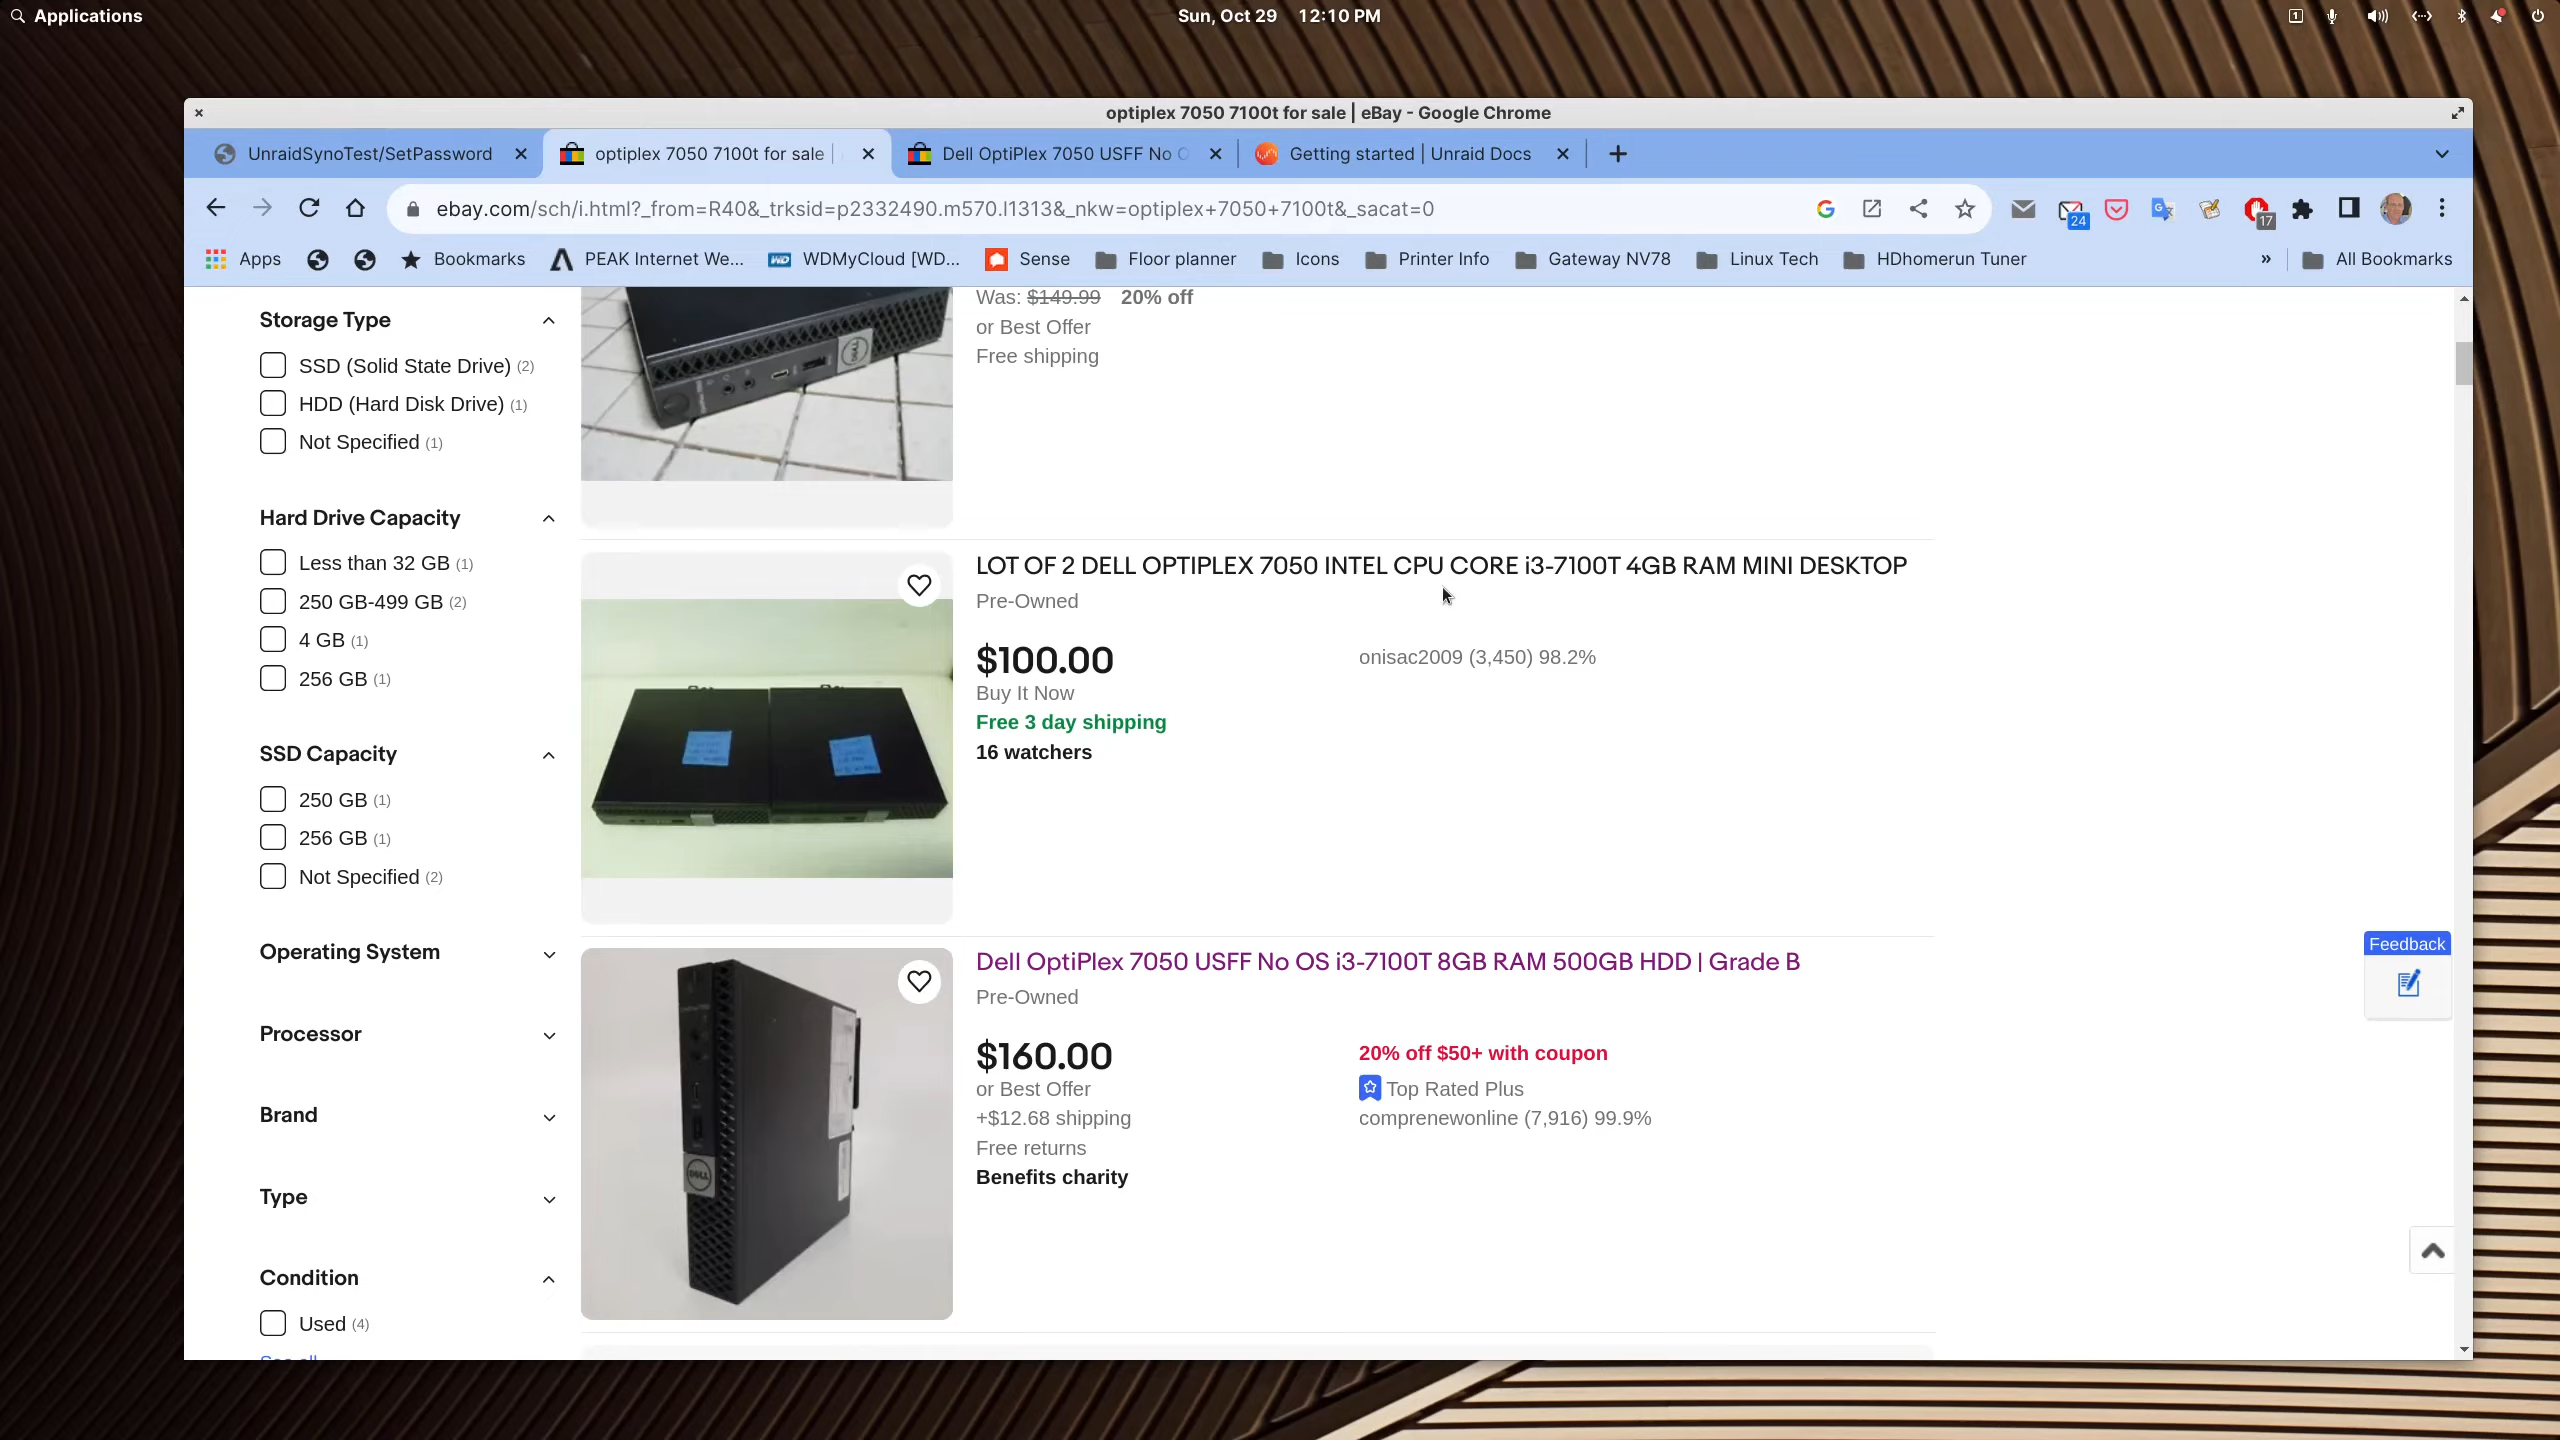 Applications
Sun, Oct 29 12:10 PM
1
optiplex 7050 7100t for sale | eBay - Google Chrome
UnraidSynoTest/SetPassword
optiplex 7050 7100t for sale |
Dell OptiPlex 7050 USFF No O
Getting started | Unraid Docs
ebay.com/sch/i.html?_from=R40&_trksid=p2332490.m570.l1313&_nkw=optiplex+7050+7100t&_sacat=0
24
17
Apps
Bookmarks
PEAK Internet We...
WD
WDMyCloud [WD...
Sense
Floor planner
Icons
Printer Info
Gateway NV78
Linux Tech
HDhomerun Tuner
»
All Bookmarks
Storage Type
SSD (Solid State Drive) (2)
HDD (Hard Disk Drive) (1)
Not Specified (1)
Hard Drive Capacity
Less than 32 GB (1)
250 GB-499 GB (2)
4 GB (1)
256 GB (1)
SSD Capacity
250 GB (1)
256 GB (1)
Not Specified (2)
Operating System
Processor
Brand
Type
Condition
Used (4)
See all
DELL
Was: $149.99 20% off
or Best Offer
Free shipping
LOT OF 2 DELL OPTIPLEX 7050 INTEL CPU CORE i3-7100T 4GB RAM MINI DESKTOP
Pre-Owned
$100.00
Buy It Now
Free 3 day shipping
16 watchers
onisac2009 (3,450) 98.2%
DELL
Dell OptiPlex 7050 USFF No OS i3-7100T 8GB RAM 500GB HDD | Grade B
Pre-Owned
$160.00
or Best Offer
+$12.68 shipping
Free returns
Benefits charity
20% off $50+ with coupon
Top Rated Plus
comprenewonline (7,916) 99.9%
Feedback